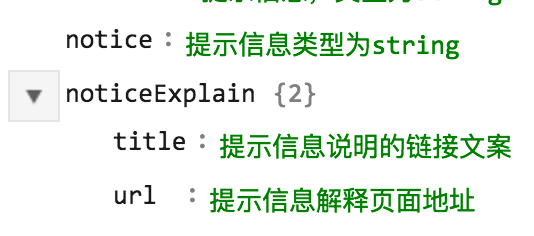 notice : 提示信息类型为string
noticeExplain {2}
title : 提示信息说明的链接文案
url : 提示信息解释页面地址